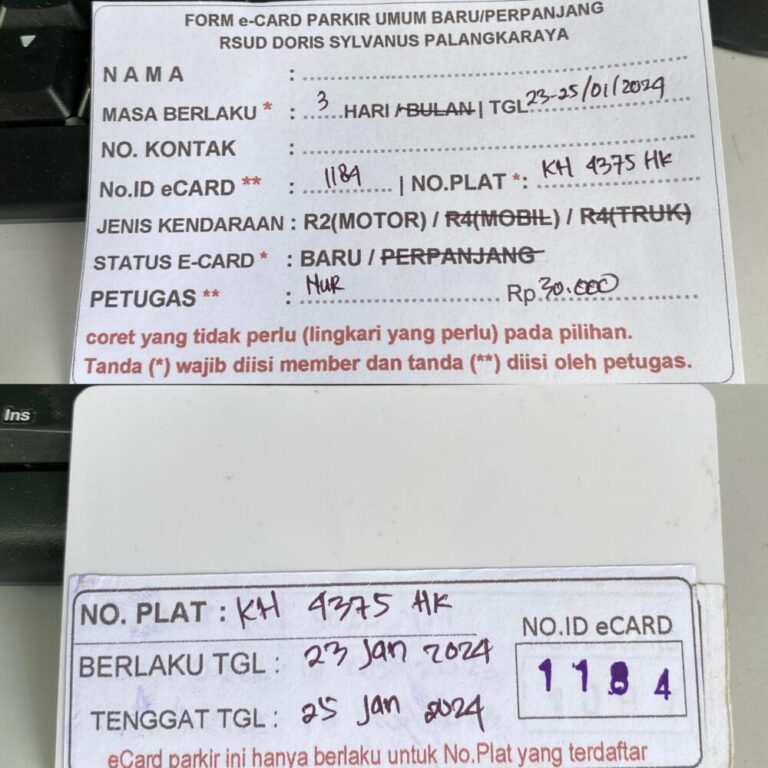 FORM e-CARD PARKIR UMUM BARU/PERPANJANG
RSUD DORIS SYLVANUS PALANGKARAYA
NAMA :
MASA BERLAKU * : 3 HARI / BULAN | TGL 23-25/01/2024
NO. KONTAK :
No.ID eCARD ** : 1184 | NO.PLAT *: KH 4375 HK
JENIS KENDARAAN : R2(MOTOR) / R4(MOBIL) / R4(TRUK)
STATUS E-CARD * : BARU / PERPANJANG
PETUGAS ** : NUR Rp.30.000
coret yang tidak perlu (lingkari yang perlu) pada pilihan.
Tanda (*) wajib diisi member dan tanda (**) diisi oleh petugas.
Ins
NO. PLAT : KH 4375 HK
NO.ID eCARD
BERLAKU TGL : 23 Jan 2024
1184
TENGGAT TGL : 25 Jan 2024
eCard parkir ini hanya berlaku untuk No.Plat yang terdaftar